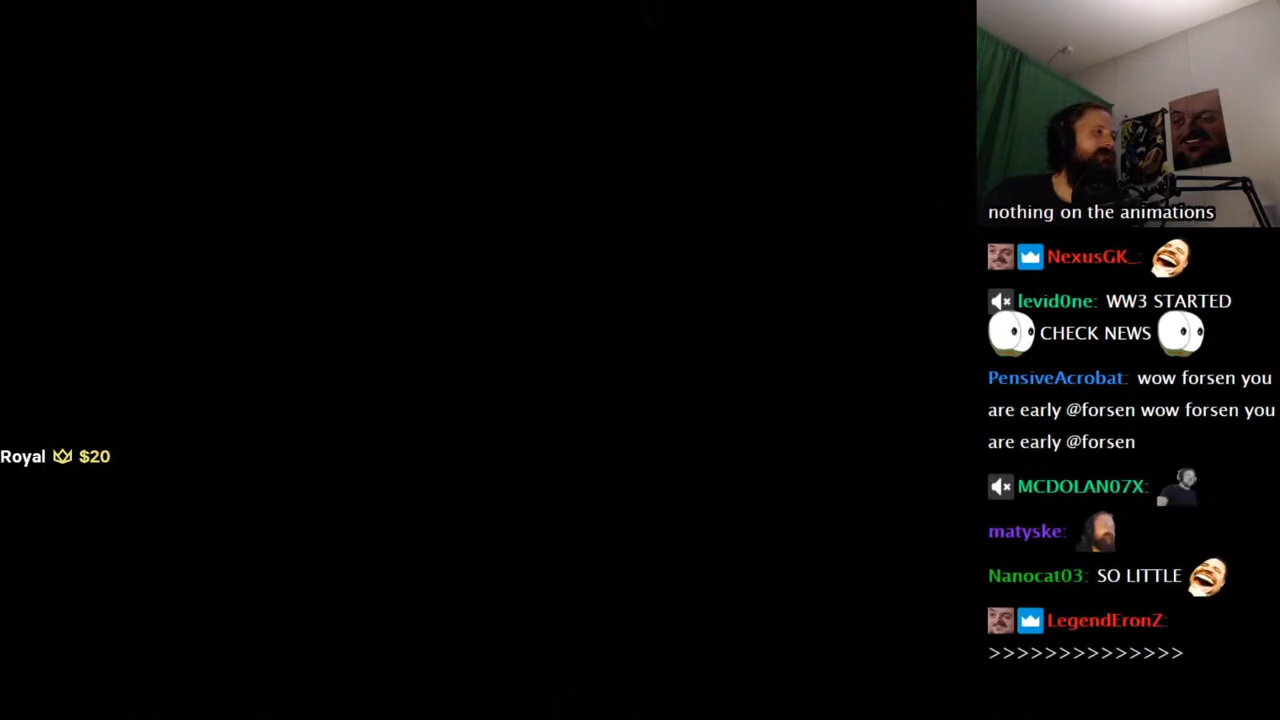 nothing on the animations
NexusGK_:
levid0ne: WW3 STARTED
CHECK NEWS
PensiveAcrobat: wow forsen you
are early @forsen wow forsen you
are early @forsen
Royal $20
MCDOLAN07X:
matyske:
Nanocat03: SO LITTLE
LegendEronZ:
>>>>>>>>>>>>>>